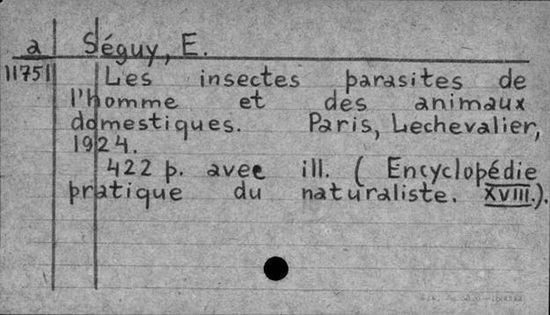 a Séguy, E.
11751 Les insectes parasites de
l'homme et des animaux
domestiques. Paris, Lechevalier,
1924.
422 p. avec ill. ( Encyclopédie
pratique du naturaliste. XVIII.).